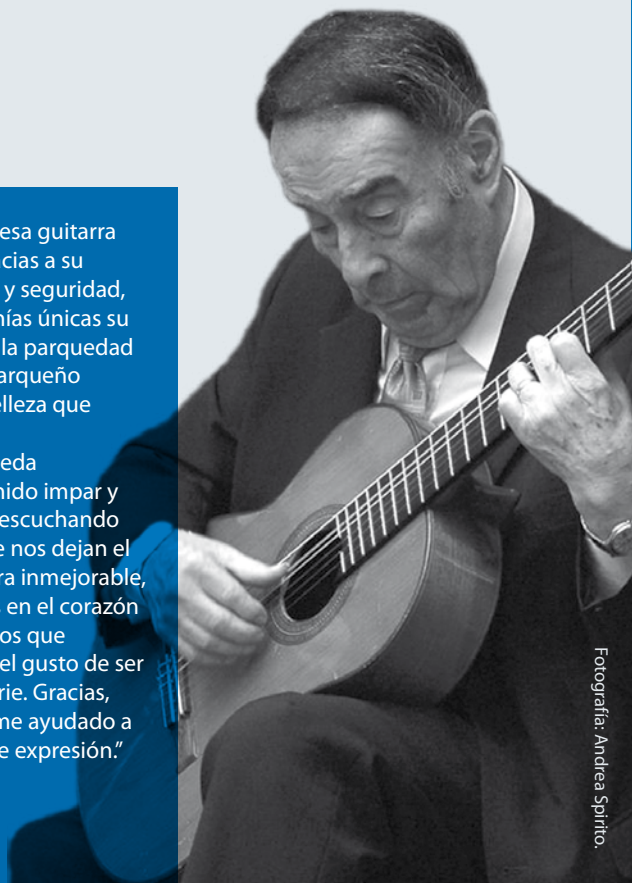 esa guitarra
cias a su
y seguridad,
nías únicas su
la parquedad
arqueño
elleza que
eda
nido impar y
escuchando
e nos dejan el
ra inmejorable,
s en el corazón
os que
el gusto de ser
rie. Gracias,
me ayudado a
e expresión.”
Fotografía: Andrea Spirito.